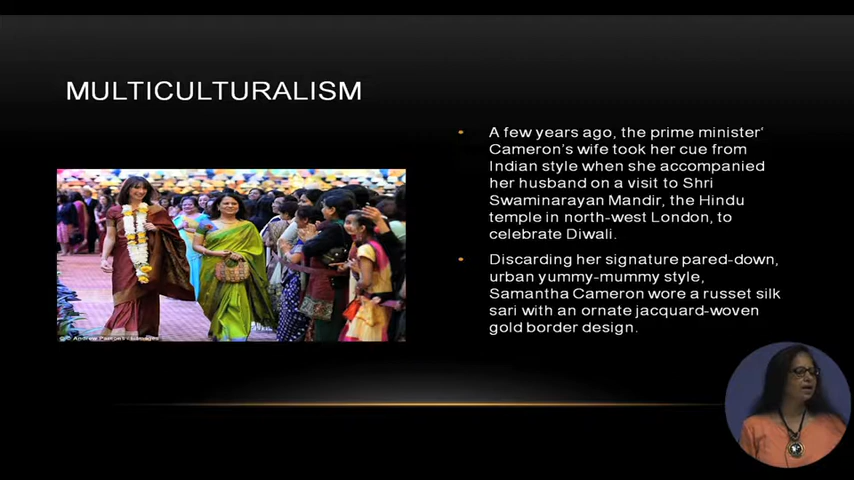 MULTICULTURALISM
• A few years ago, the prime minister‘
Cameron's wife took her cue from
Indian style when she accompanied
her husband on a visit to Shri
Swaminarayan Mandir, the Hindu
temple in north-west London, to
celebrate Diwali.
• Discarding her signature pared-down,
urban yummy-mummy style,
Samantha Cameron wore a russet silk
sari with an ornate jacquard-woven
gold border design.
© Andrew Parsons